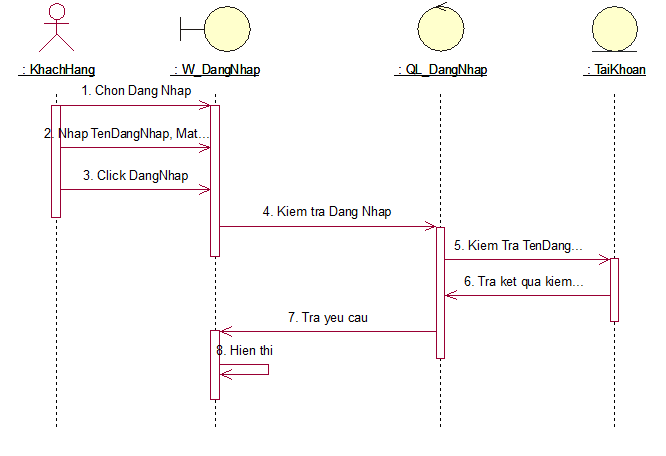 : KhachHang
: W_DangNhap
: QL_DangNhap
: TaiKhoan
1. Chon Dang Nhap
2. Nhap TenDangNhap, Mat...
3. Click DangNhap
4. Kiem tra Dang Nhap
5. Kiem Tra TenDang...
6. Tra ket qua kiem...
7. Tra yeu cau
8. Hien thi